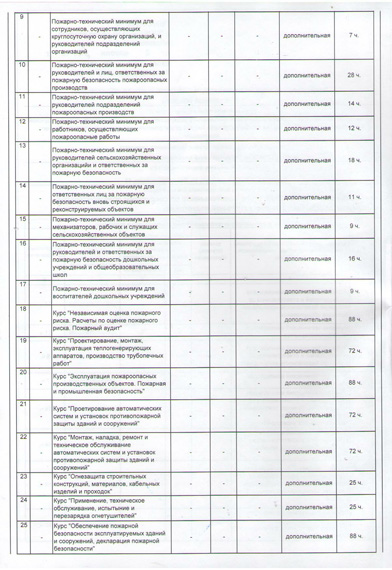 9 - Пожарно-технический минимум для - - - дополнительная 7 ч.
сотрудников, осуществляющих
круглосуточную охрану организаций, и
руководителей подразделений
организаций
10 - Пожарно-технический минимум для - - - дополнительная 28 ч.
руководителей и лиц, ответственных за
пожарную безопасность пожароопасных
производств
11 - Пожарно-технический минимум для - - - дополнительная 14 ч.
руководителей подразделений
пожароопасных производств
12 - Пожарно-технический минимум для - - - дополнительная 12 ч.
работников, осуществляющих
пожароопасные работы
13 - Пожарно-технический минимум для - - - дополнительная 18 ч.
руководителей сельскохозяйственных
организаций и ответственных за
пожарную безопасность
14 - Пожарно-технический минимум для - - - дополнительная 11 ч.
ответственных лиц за пожарную
безопасность вновь строящихся и
реконструируемых объектов
15 - Пожарно-технический минимум для - - - дополнительная 9 ч.
механизаторов, рабочих и служащих
сельскохозяйственных объектов
16 - Пожарно-технический минимум для - - - дополнительная 16 ч.
руководителей и ответственных за
пожарную безопасность дошкольных
учреждений и общеобразовательных
школ
17 - Пожарно-технический минимум для - - - дополнительная 9 ч.
воспитателей дошкольных учреждений
18 - Курс "Независимая оценка пожарного - - - дополнительная 88 ч.
риска. Расчеты по оценке пожарного
риска. Пожарный аудит"
19 - Курс "Проектирование, монтаж, - - - дополнительная 72 ч.
эксплуатация теплогенерирующих
аппаратов, производство трубопечных
работ"
20 - Курс "Эксплуатация пожароопасных - - - дополнительная 88 ч.
производственных объектов. Пожарная
и промышленная безопасность"
21 - Курс "Проетирование автоматических - - - дополнительная 72 ч.
систем и установок противопожарной
защиты зданий и сооружений"
22 - Курс "Монтаж, наладка, ремонт и - - - дополнительная 72 ч.
техническое обслуживание
автоматических систем и установок
противопожарной защиты зданий и
сооружений"
23 - Курс "Огнезащита строительных - - - дополнительная 25 ч.
конструкций, материалов, кабельных
изделий и проходок"
24 - Курс "Применение, техническое - - - дополнительная 25 ч.
обслуживание, испытание и
перезарядка огнетушителей"
25 - Курс "Обеспечение пожарной - - - дополнительная 88 ч.
безопасности эксплуатируемых зданий
и сооружений, декларация пожарной
безопасности"